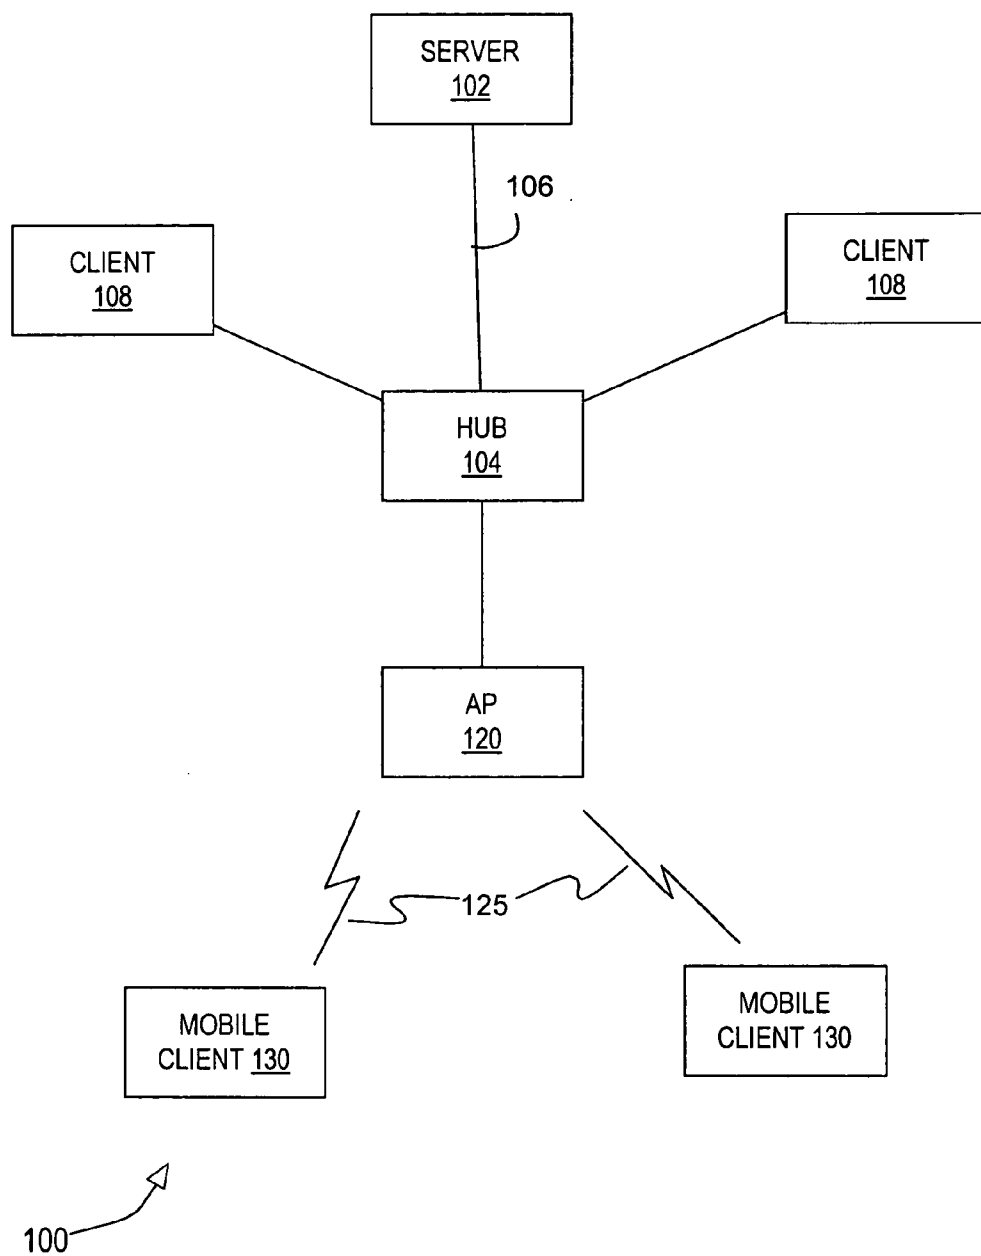 SERVER
102
106
CLIENT
108
CLIENT
108
HUB
104
AP
120
125
MOBILE
CLIENT 130
MOBILE
CLIENT 130
100